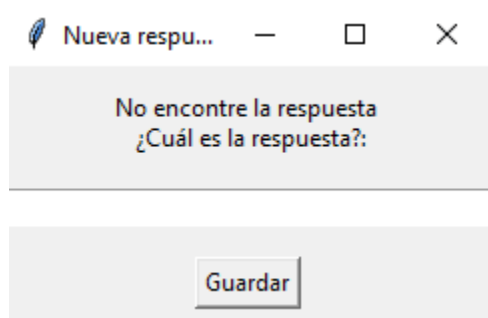 Nueva respu...
No encontre la respuesta
¿Cuál es la respuesta?:
Guardar